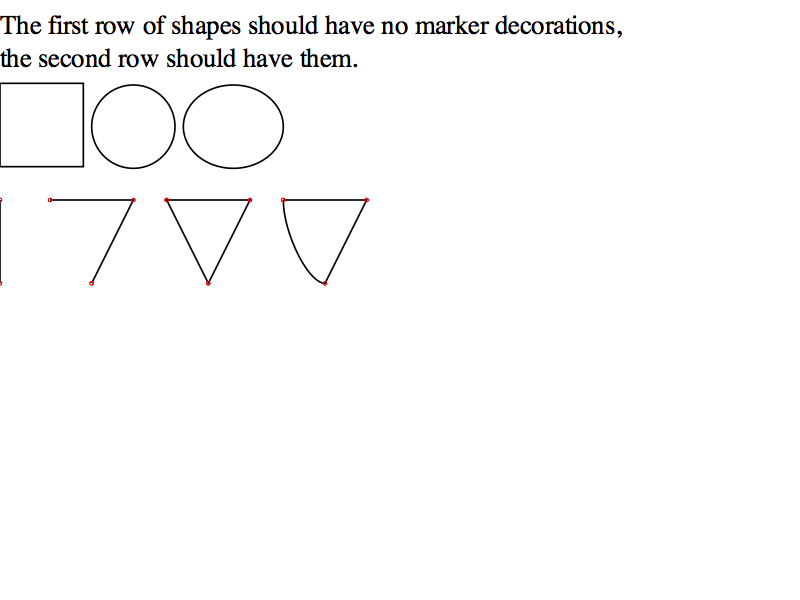 The first row of shapes should have no marker decorations,
the second row should have them.